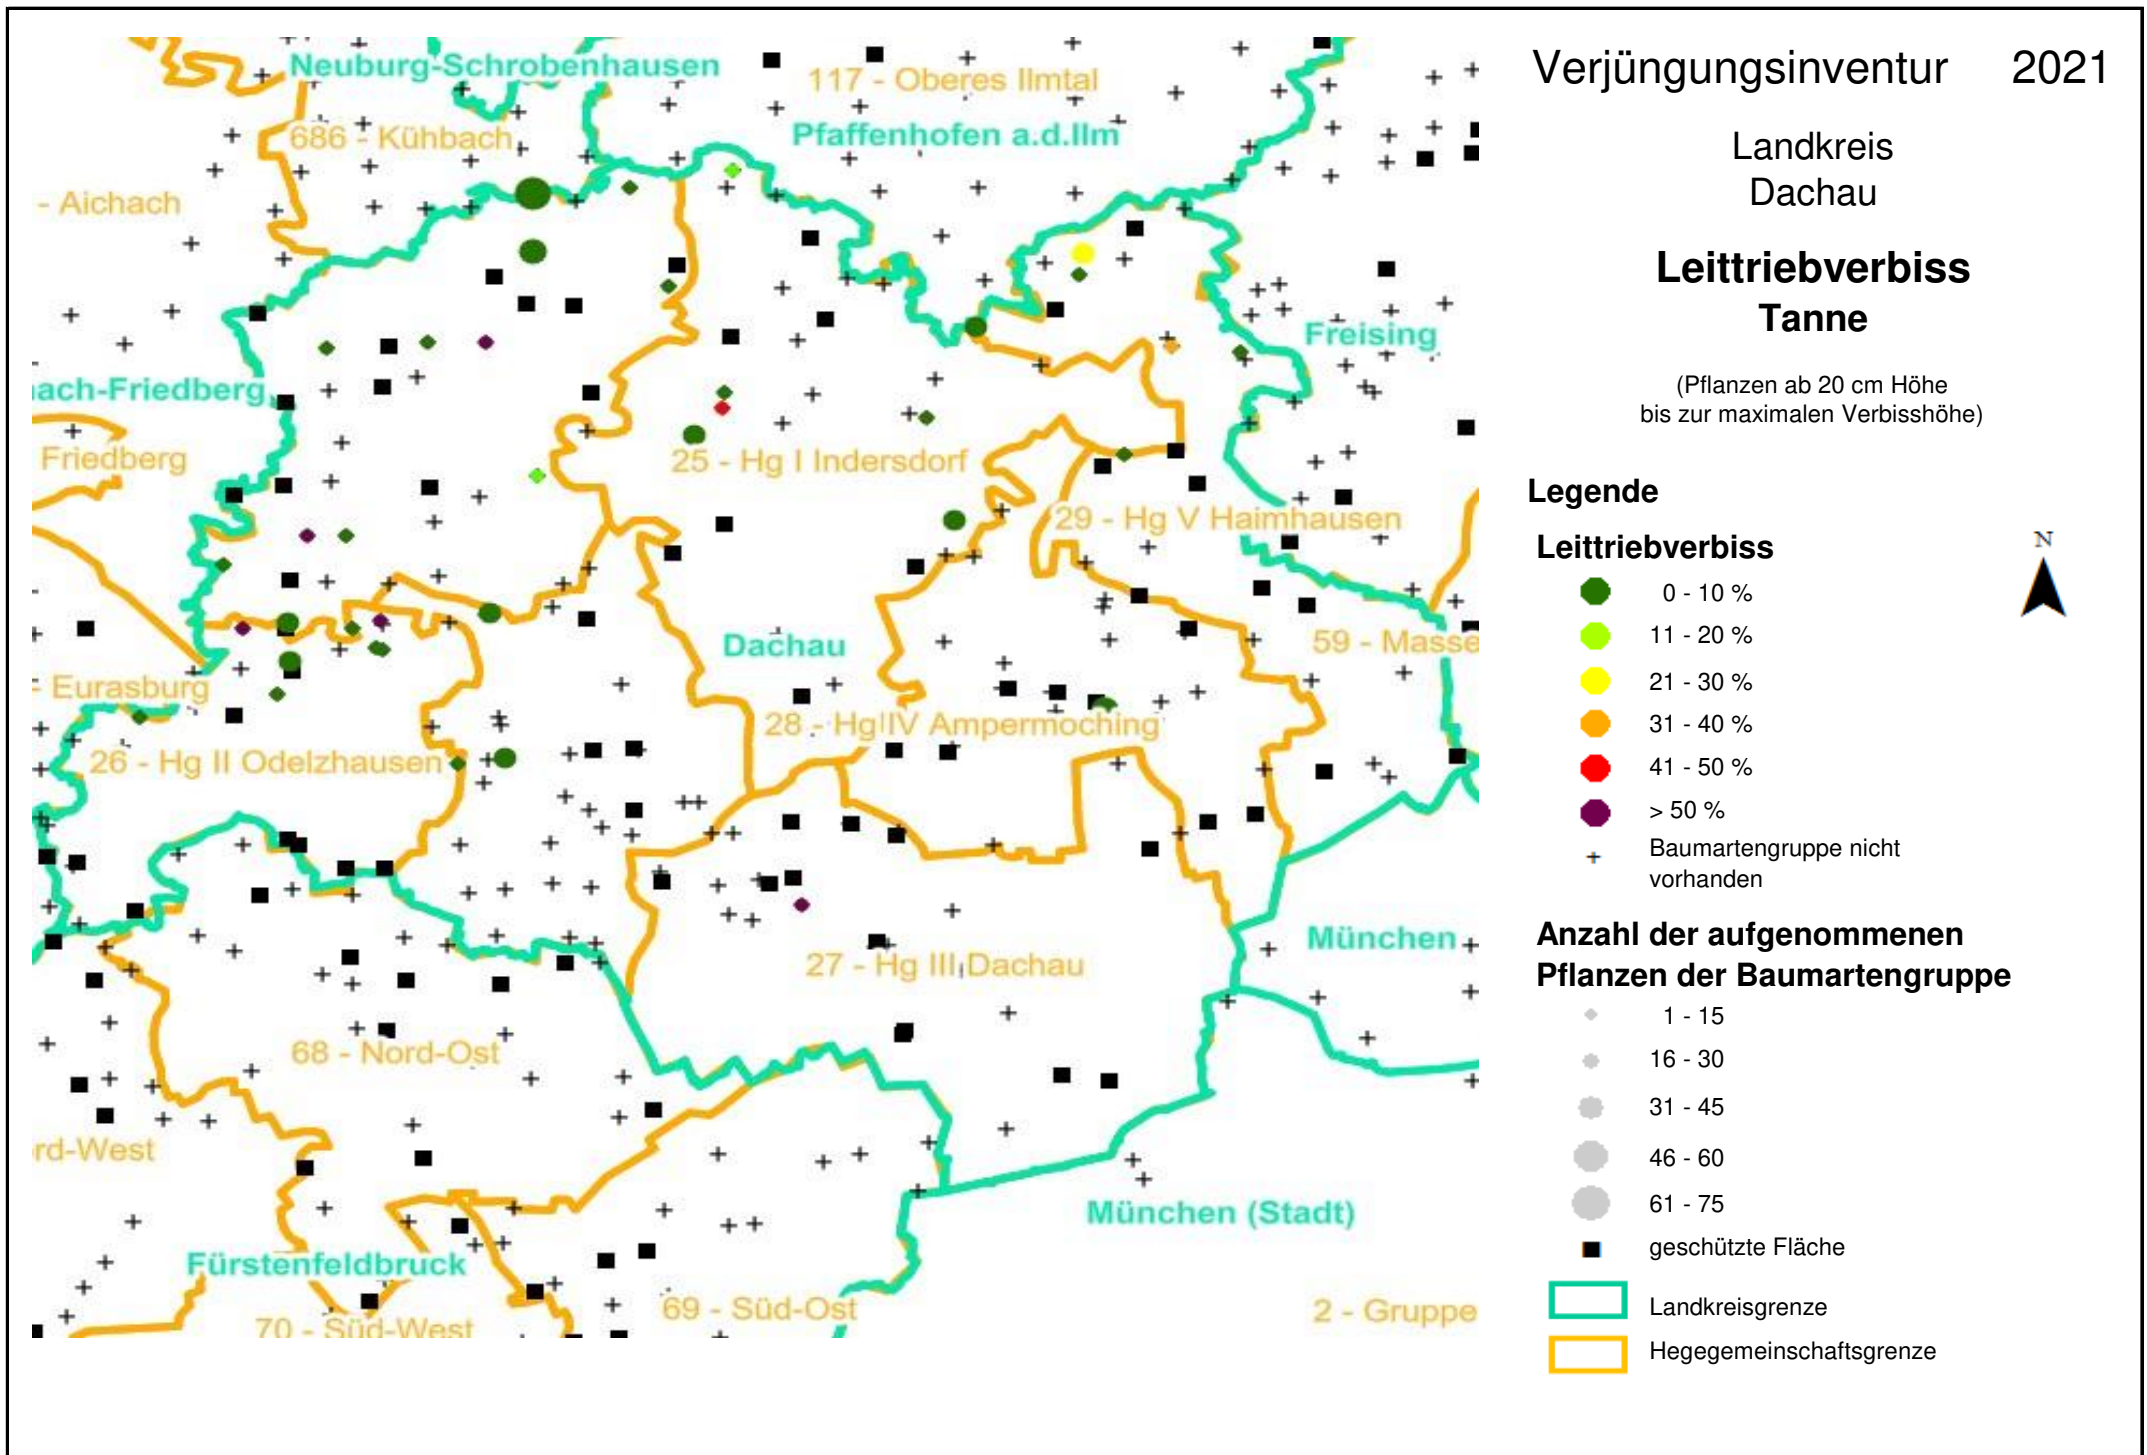 Neuburg-Schrobenhausen
117 - Oberes Ilmtal
686 - Kühbach
Pfaffenhofen a.d.Ilm
- Aichach
Freising
ach-Friedberg
Friedberg
25 - Hg I Indersdorf
29 - Hg V Haimhausen
Dachau
59 - Masse
- Eurasburg
28 - Hg IV Ampermoching
26 - Hg II Odelzhausen
München
27 - Hg III Dachau
68 - Nord-Ost
rd-West
München (Stadt)
Fürstenfeldbruck
69 - Süd-Ost
2 - Gruppe
70 - Süd-West
Verjüngungsinventur 2021
Landkreis
Dachau
Leittriebverbiss
Tanne
(Pflanzen ab 20 cm Höhe
bis zur maximalen Verbisshöhe)
Legende
Leittriebverbiss
N
0 - 10 %
11 - 20 %
21 - 30 %
31 - 40 %
41 - 50 %
> 50 %
Baumartengruppe nicht
vorhanden
Anzahl der aufgenommenen
Pflanzen der Baumartengruppe
1 - 15
16 - 30
31 - 45
46 - 60
61 - 75
geschützte Fläche
Landkreisgrenze
Hegegemeinschaftsgrenze